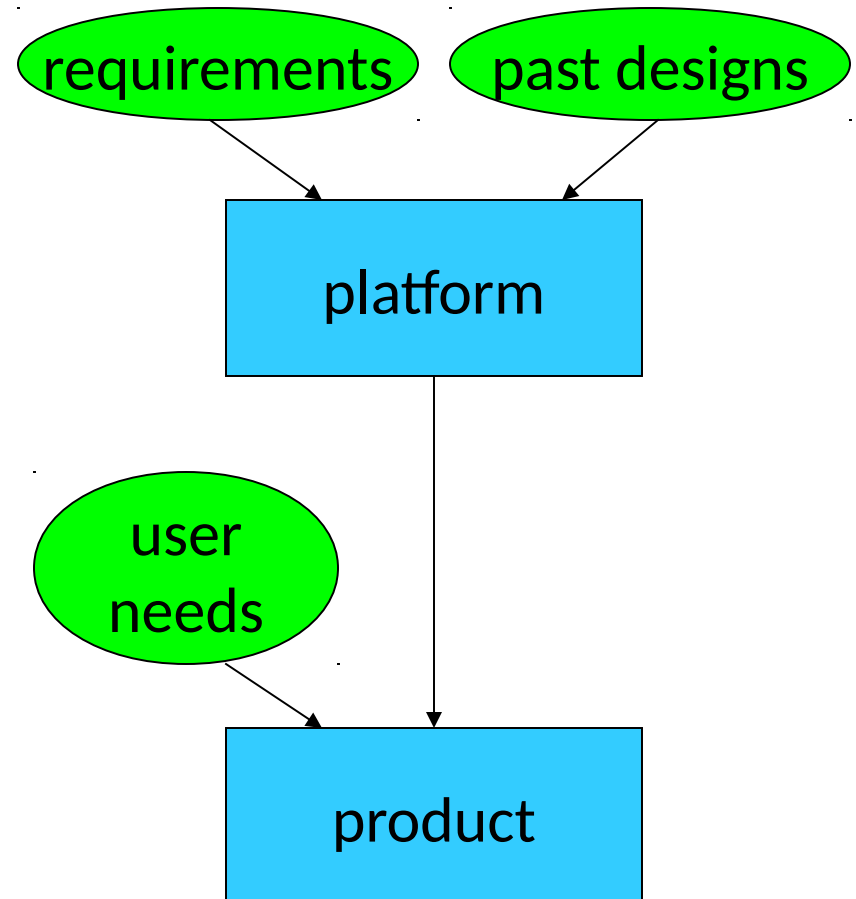 requirements
past designs
platform
user
needs
product